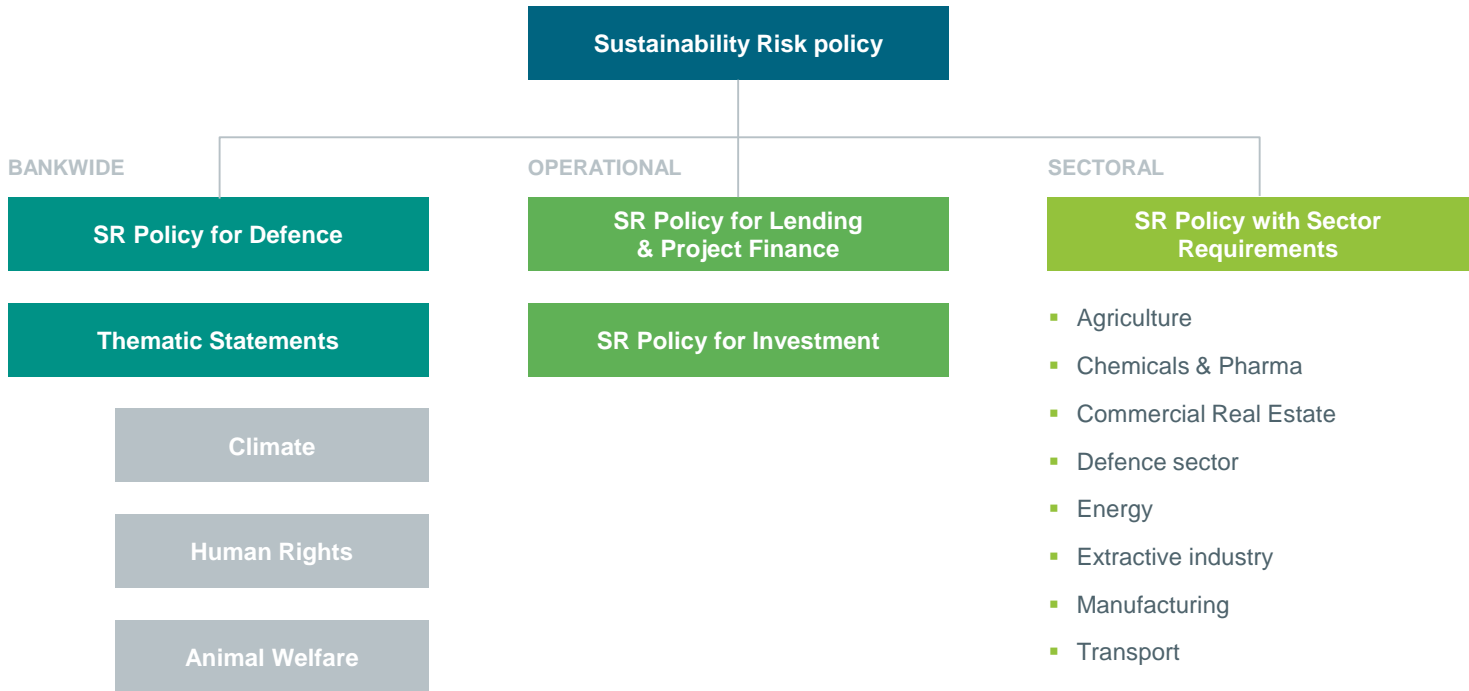 Sustainability Risk policy
BANKWIDE
SR Policy for Defence
Thematic Statements
Climate
Human Rights
Animal Welfare
OPERATIONAL
SR Policy for Lending
& Project Finance
SR Policy for Investment
SECTORAL
SR Policy with Sector
Requirements
▪ Agriculture
▪ Chemicals & Pharma
▪ Commercial Real Estate
▪ Defence sector
▪ Energy
▪ Extractive industry
▪ Manufacturing
▪ Transport